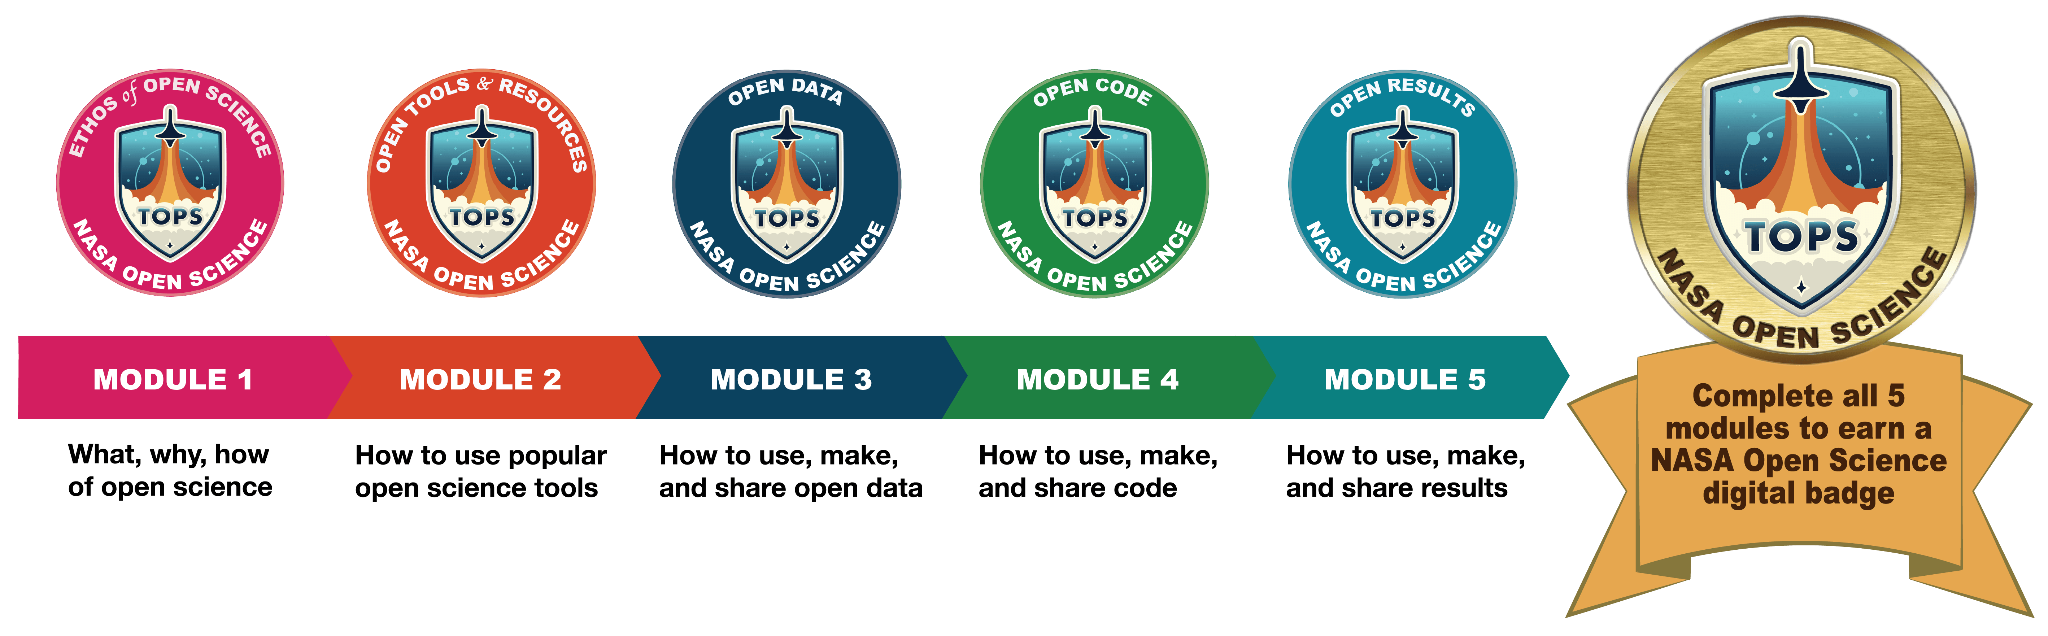 ETHOS of OPEN SCIENCE
TOPS
NASA OPEN SCIENCE
OPEN TOOLS & RESOURCES
TOPS
NASA OPEN SCIENCE
OPEN DATA
TOPS
NASA OPEN SCIENCE
OPEN CODE
TOPS
NASA OPEN SCIENCE
OPEN RESULTS
TOPS
NASA OPEN SCIENCE
TOPS
NASA OPEN SCIENCE
MODULE 1
MODULE 2
MODULE 3
MODULE 4
MODULE 5
What, why, how
of open science
How to use popular
open science tools
How to use, make,
and share open data
How to use, make,
and share code
How to use, make,
and share results
Complete all 5
modules to earn a
NASA Open Science
digital badge